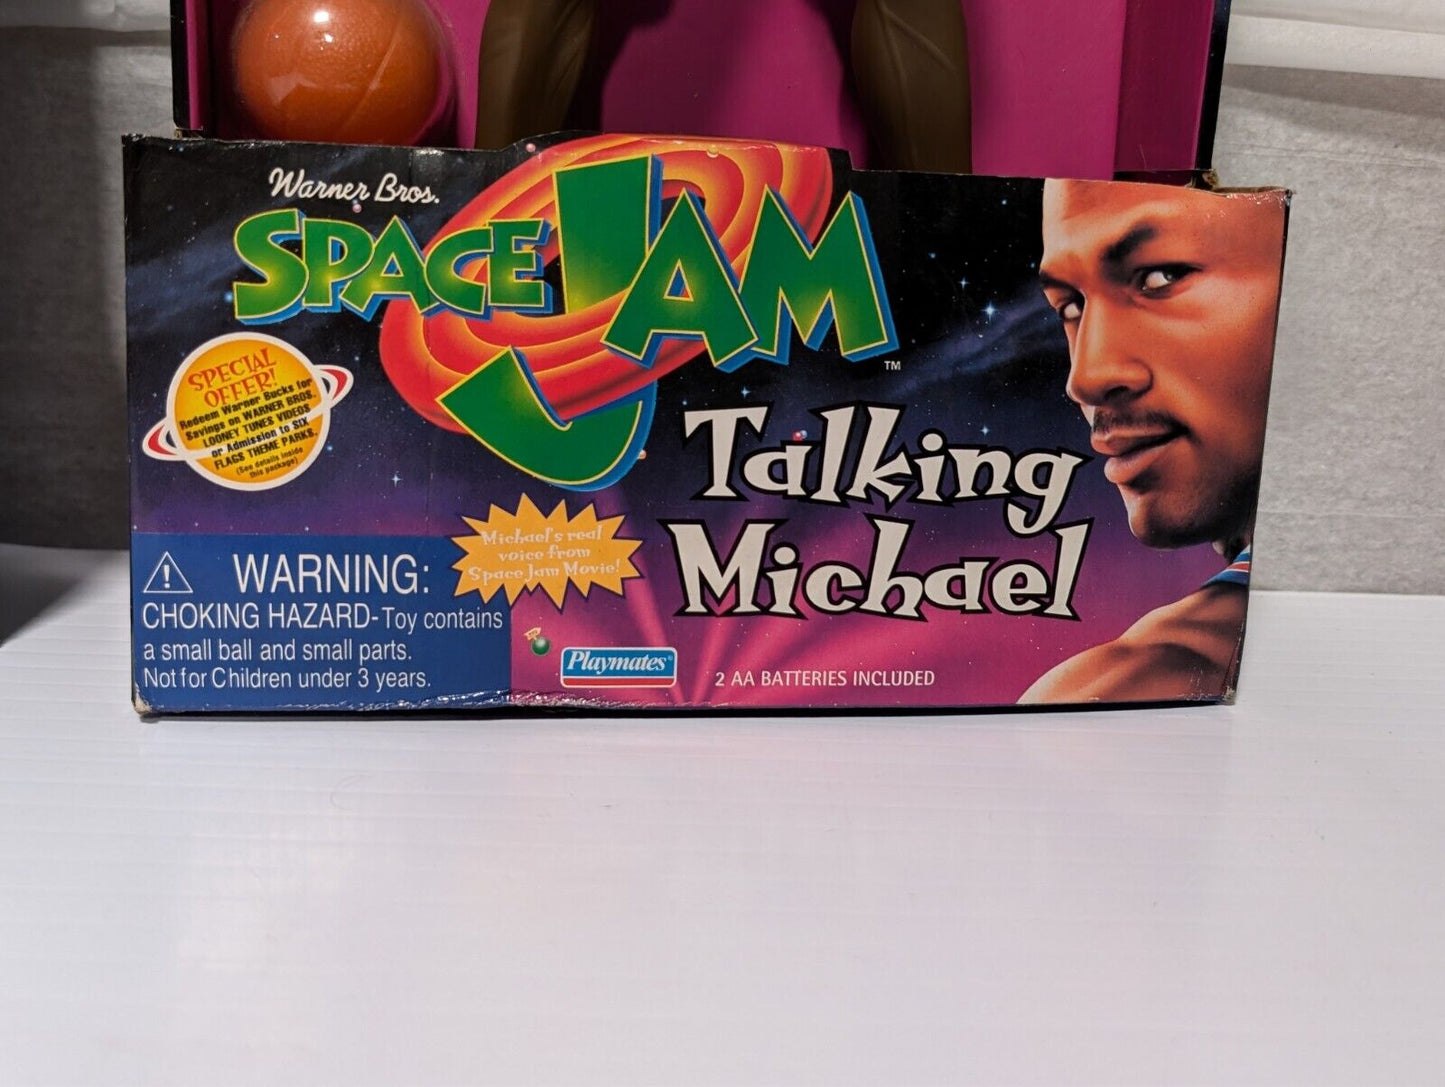 Warner Bros.
SPACE JAM
TM
SPECIAL
OFFER!
Redeem Warner Bucks for
Savings on WARNER BROS.
LOONEY TUNES VIDEOS
or Admission to SIX
FLAGS THEME PARKS.
(See details inside
this package)
Talking
Michael
Michael's real
voice from
Space Jam Movie!
WARNING:
CHOKING HAZARD-Toy contains
a small ball and small parts.
Not for Children under 3 years.
Playmates®
2 AA BATTERIES INCLUDED